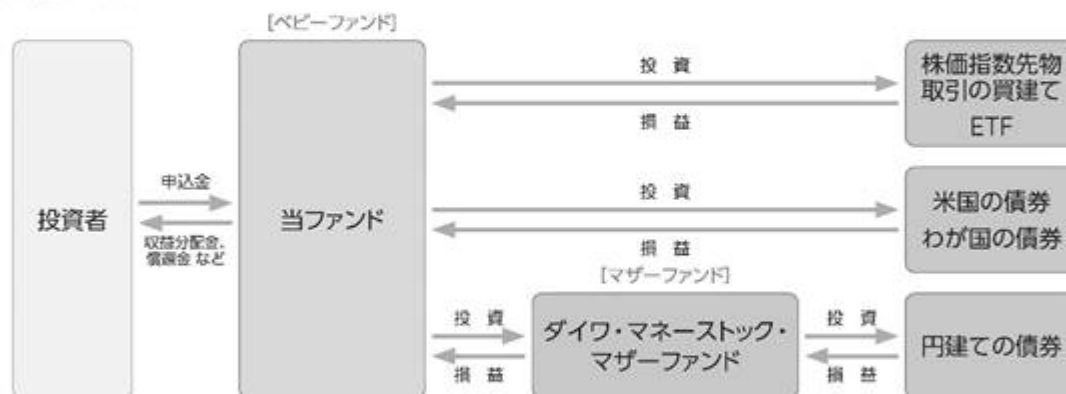 [ベビーファンド]
投資者
申込金
収益分配金、
償還金 など
当ファンド
投 資
損 益
株価指数先物
取引の買建て
ETF
投 資
損 益
米国の債券
わが国の債券
[マザーファンド]
投 資
損 益
ダイワ・マネーストック・
マザーファンド
投 資
損 益
円建ての債券